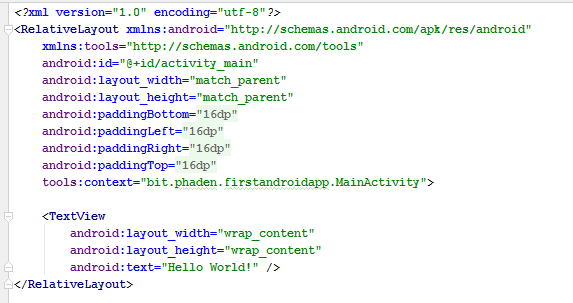 <?xml version="1.0" encoding="utf-8"?>
<RelativeLayout xmlns:android="http://schemas.android.com/apk/res/android"
    xmlns:tools="http://schemas.android.com/tools"
    android:id="@+id/activity_main"
    android:layout_width="match_parent"
    android:layout_height="match_parent"
    android:paddingBottom="16dp"
    android:paddingLeft="16dp"
    android:paddingRight="16dp"
    android:paddingTop="16dp"
    tools:context="bit.phaden.firstandroidapp.MainActivity">

    <TextView
        android:layout_width="wrap_content"
        android:layout_height="wrap_content"
        android:text="Hello World!" />
</RelativeLayout>